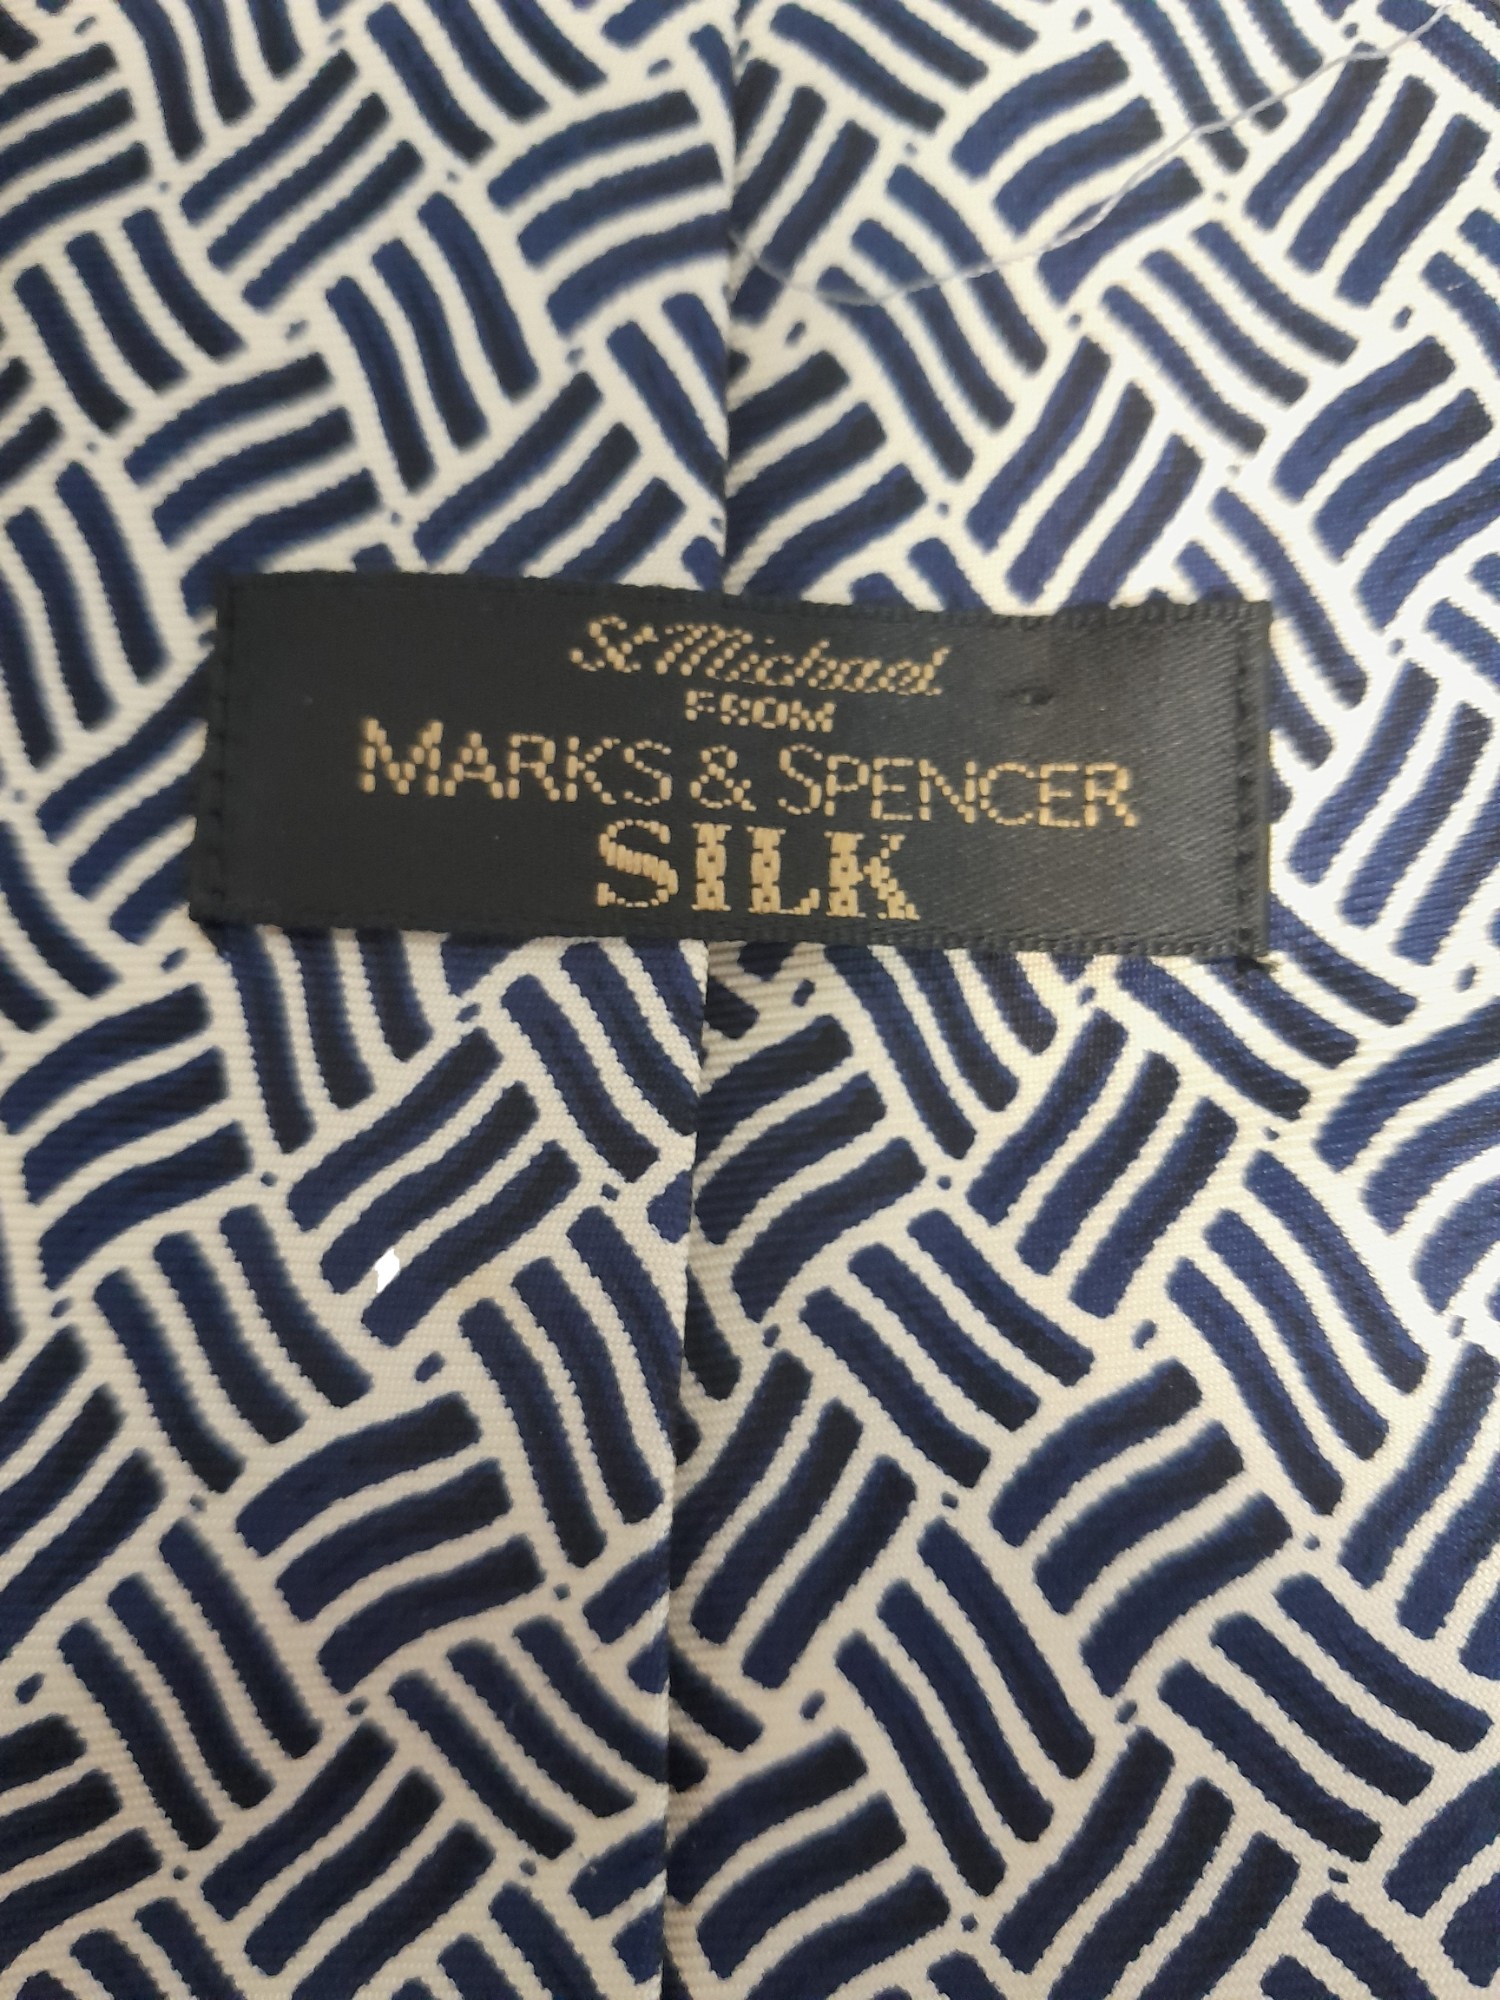 St Michael
FROM
MARKS & SPENCER
SILK